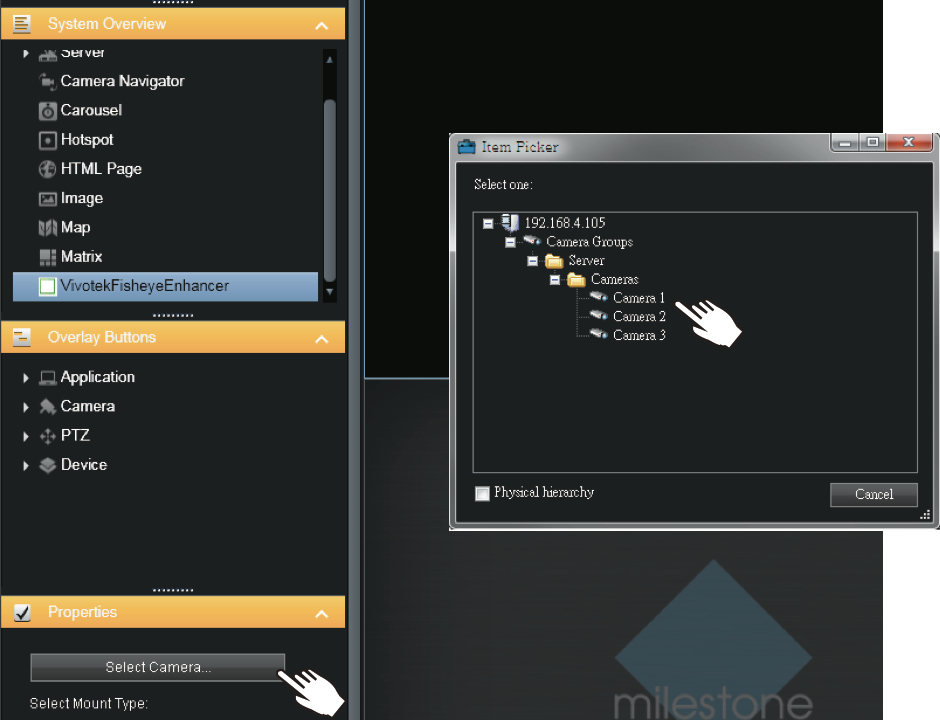 System Overview
Server
Camera Navigator
Carousel
Hotspot
HTML Page
Image
Map
Matrix
VivotekFisheyeEnhancer
Overlay Buttons
Application
Camera
PTZ
Device
Properties
Select Camera...
Select Mount Type:
Item Picker
Select one:
192.168.4.105
Camera Groups
Server
Cameras
Camera 1
Camera 2
Camera 3
Physical hierarchy
Cancel
milestone